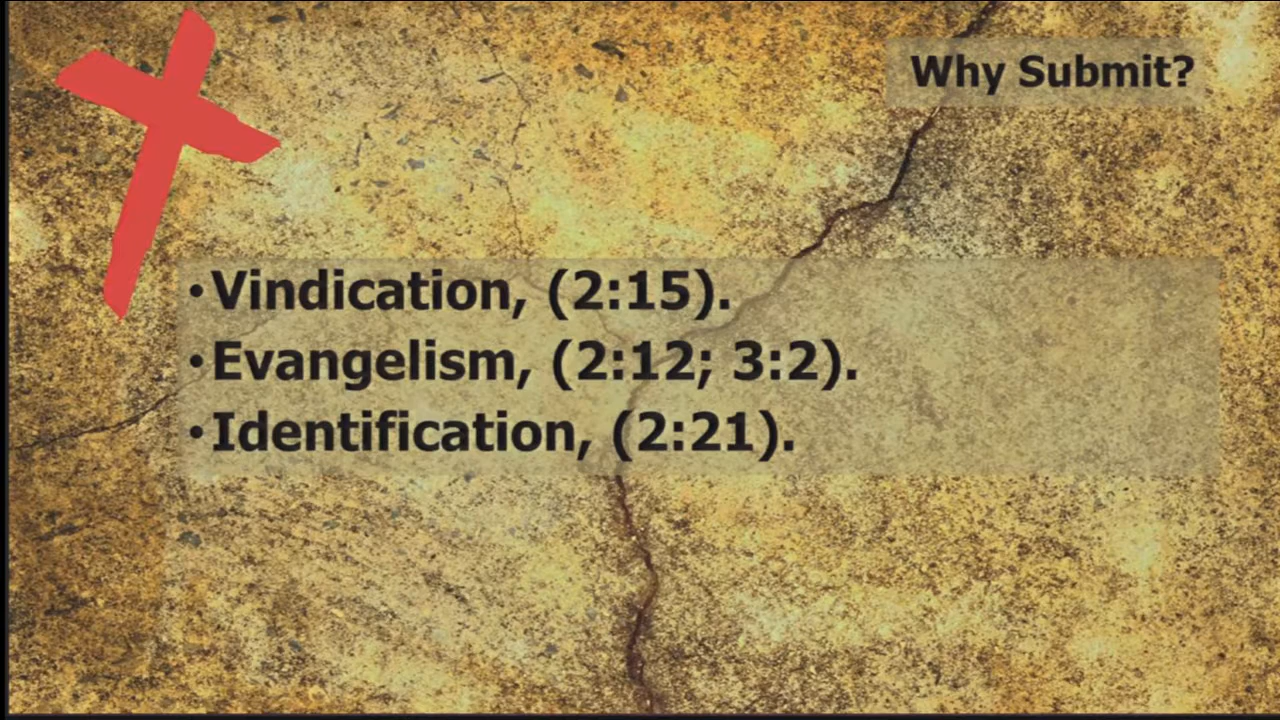 Why Submit?
•Vindication, (2:15).
•Evangelism, (2:12; 3:2).
•Identification, (2:21).